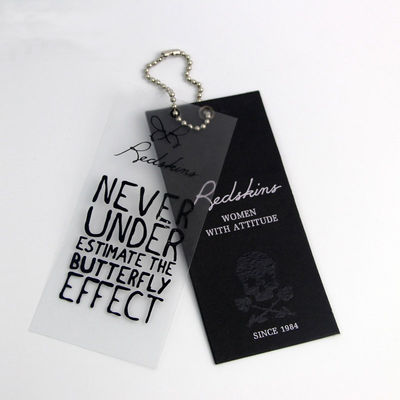 Redskins
NEVER
UNDER
ESTIMATE THE
BUTTERFLY
EFFECT
Redskins
WOMEN
WITH ATTITUDE
SINCE 1984